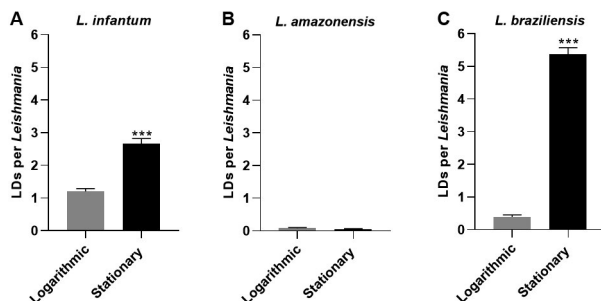 A L. infantum
LDs per Leishmania
6
5
4
3
2
1
0
***
Logarithmic
Stationary
B L. amazonensis
LDs per Leishmania
6
5
4
3
2
1
0
Logarithmic
Stationary
C L. braziliensis
LDs per Leishmania
6
5
4
3
2
1
0
***
Logarithmic
Stationary